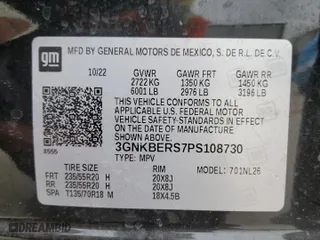 gm
MFD BY GENERAL MOTORS DE MEXICO, S. DE R.L. DE C.V.
10/22 GVWR GAWR FRT GAWR RR
2722 KG 1350 KG 1450 KG
6001 LB 2976 LB 3196 LB
THIS VEHICLE CONFORMS TO ALL APPLICABLE
U.S. FEDERAL MOTOR VEHICLE SAFETY
STANDARDS IN EFFECT ON THE DATE OF
MANUFACTURE SHOWN ABOVE.
3GNKBERS7PS108730
TYPE: MPV MODEL: *701NL26
TIRE SIZE RIM
FRT 235/55R20 H 20X8J
RR 235/55R20 H 20X8J
SPA T135/70R18 M 18X4.5B